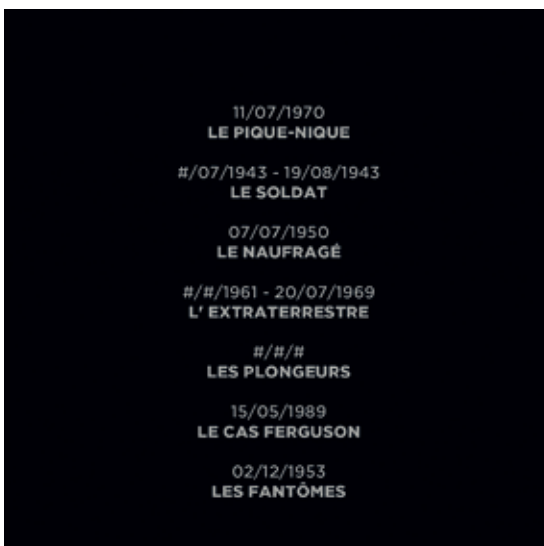 11/07/1970
LE PIQUE-NIQUE
#/07/1943 - 19/08/1943
LE SOLDAT
07/07/1950
LE NAUFRAGÉ
#/#/1961 - 20/07/1969
L' EXTRATERRESTRE
#/#/#
LES PLONGEURS
15/05/1989
LE CAS FERGUSON
02/12/1953
LES FANTÔMES